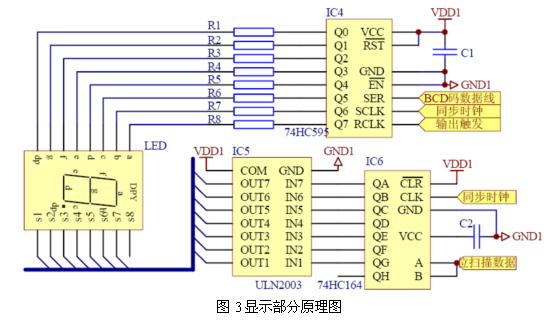 R1
R2
R3
R4
R5
R6
R7
R8
IC4
Q0 VCC
Q1 RST
Q2
Q3 GND
Q4 EN
Q5 SER
Q6 SCLK
Q7 RCLK
74HC595
VDD1
C1
GND1
BCD码数据线
同步时钟
输出触发
LED
dp g f e d c b a
DPY
a
f
g
e
d
dp
s1 s2 s3 s4 s5 s6 s7 s8
VDD1
IC5
GND1
COM GND
OUT7 IN7
OUT6 IN6
OUT5 IN5
OUT4 IN4
OUT3 IN3
OUT2 IN2
OUT1 IN1
ULN2003
IC6
QA CLR
QB CLK
QC GND
QD
QE VCC
QF
QG A
QH B
74HC164
VDD1
同步时钟
C2
GND1
位扫描数据
图 3 显示部分原理图